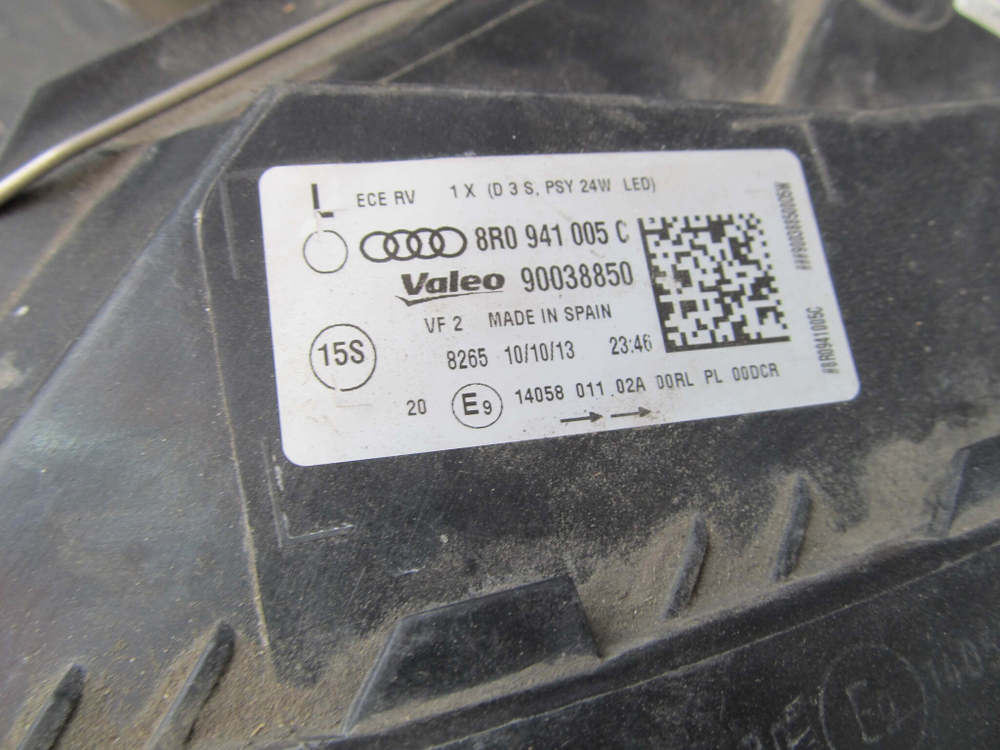 L ECE RV 1 X (D 3 S, PSY 24W LED)
8R0 941 005 C
Valeo 90038850
VF 2 MADE IN SPAIN
15S
8265 10/10/13 23:46
20 E9 14058 011 .02A 00RL PL 00DCR
#8R0941005C